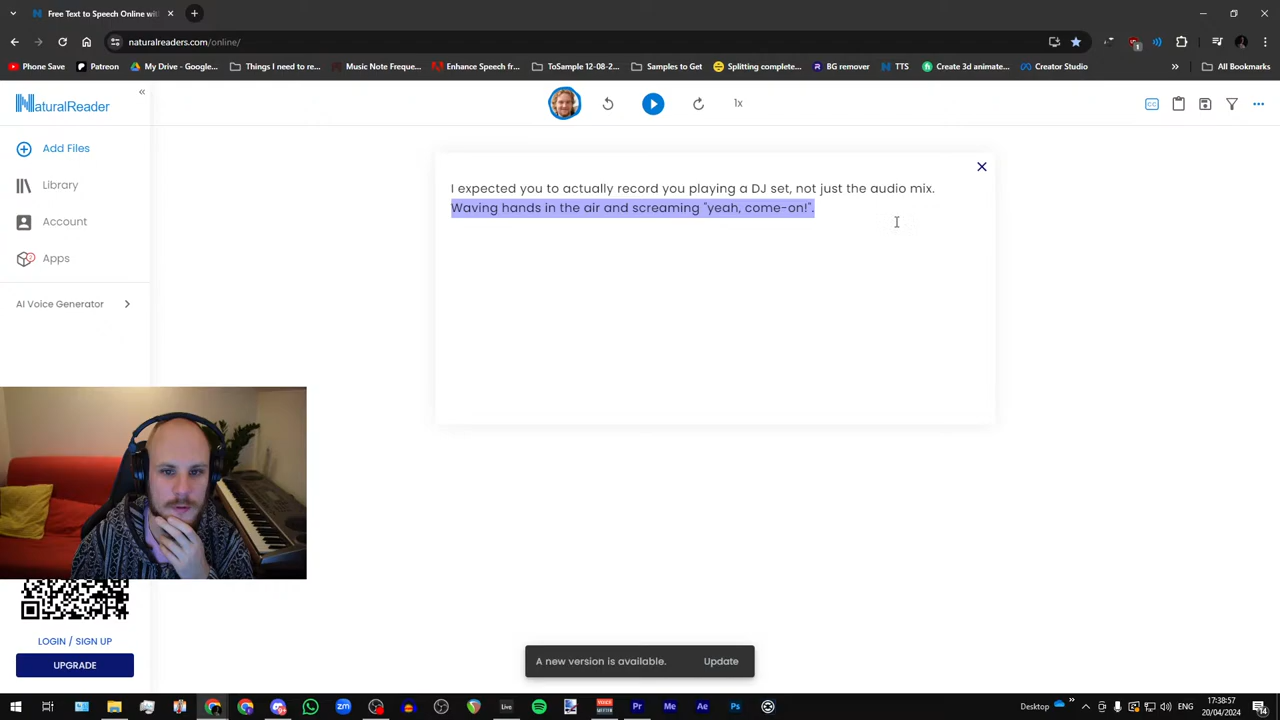 Free Text to Speech Online with
naturalreaders.com/online/
Phone Save
Patreon
My Drive - Google...
Things I need to re...
Music Note Freque...
Enhance Speech fr...
ToSample 12-08-2...
Samples to Get
Splitting complete...
BG remover
TTS
Create 3d animate...
Creator Studio
All Bookmarks
NaturalReader
1x
CC
Add Files
Library
Account
Apps
AI Voice Generator
I expected you to actually record you playing a DJ set, not just the audio mix.
Waving hands in the air and screaming "yeah, come-on!".
LOGIN / SIGN UP
UPGRADE
A new version is available.
Update
Desktop
ENG
17:38:57
20/04/2024